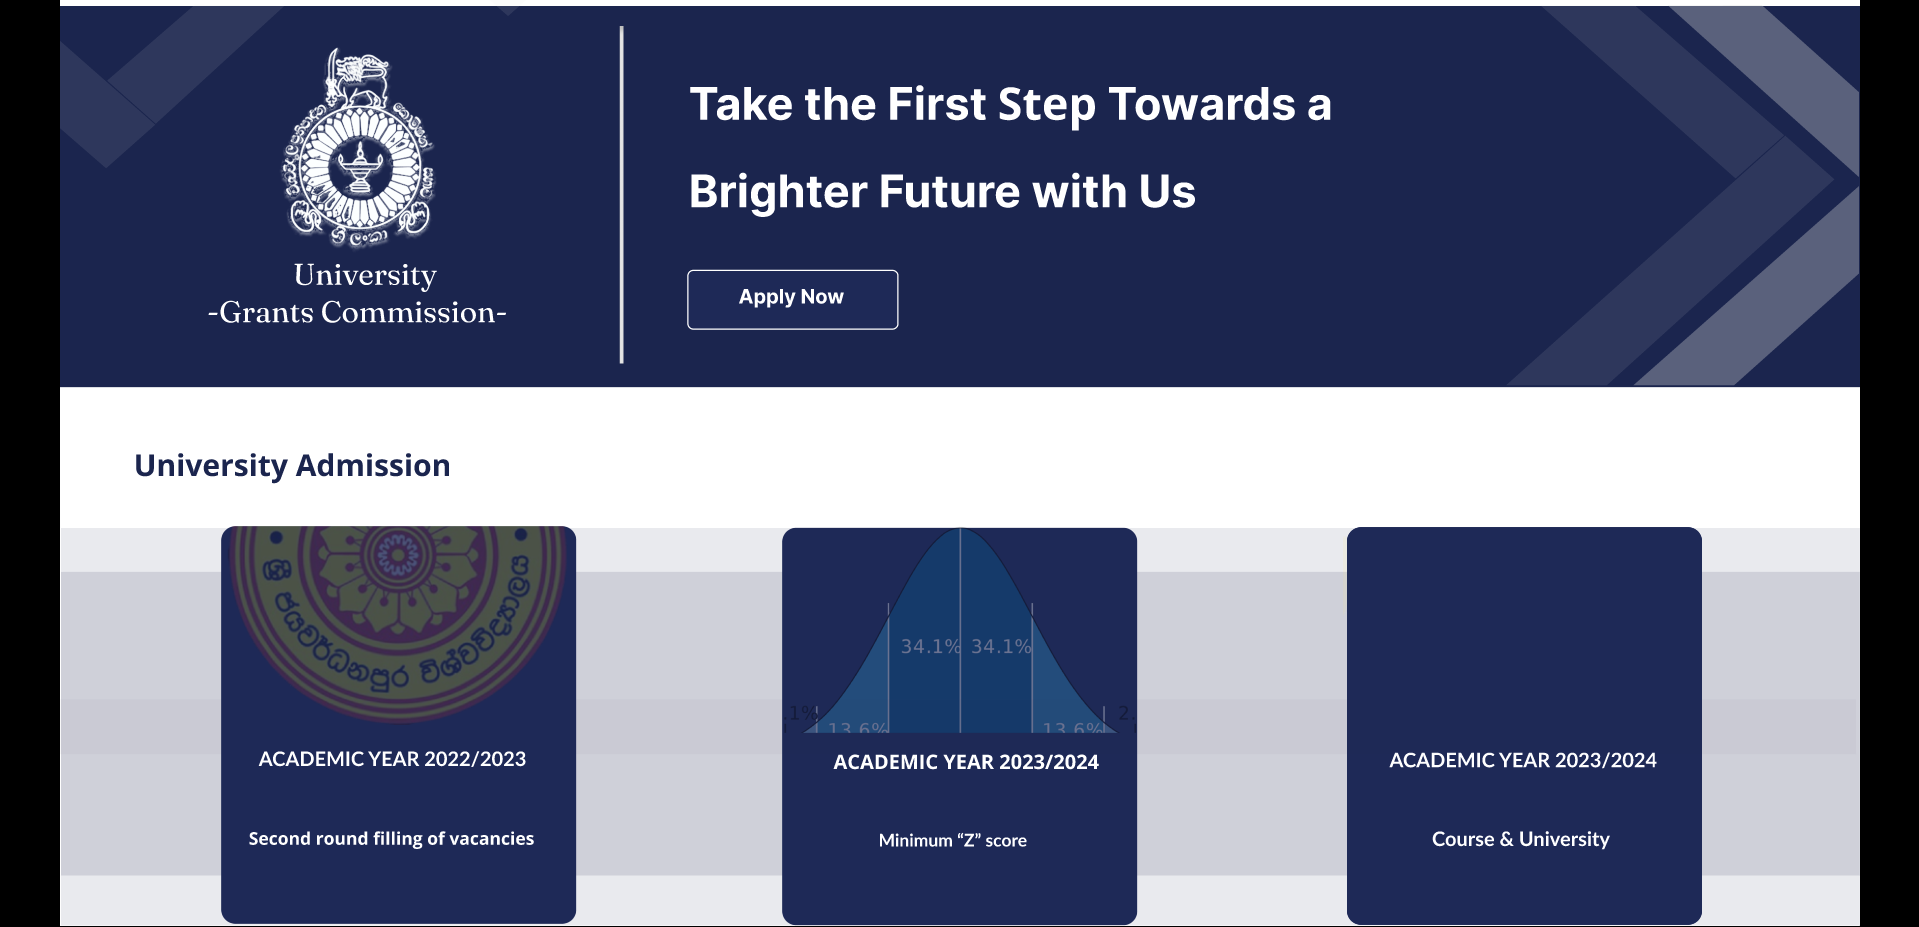 Take the First Step Towards a
Brighter Future with Us
ශ්‍රී ලංකා
University
-Grants Commission-
Apply Now
University Admission
ශ්‍රී ජයවර්ධනපුර විශ්වවිද්‍යාලය
34.1% 34.1%
13.6% 13.6%
ACADEMIC YEAR 2022/2023
ACADEMIC YEAR 2023/2024
ACADEMIC YEAR 2023/2024
Second round filling of vacancies
Minimum “Z” score
Course & University